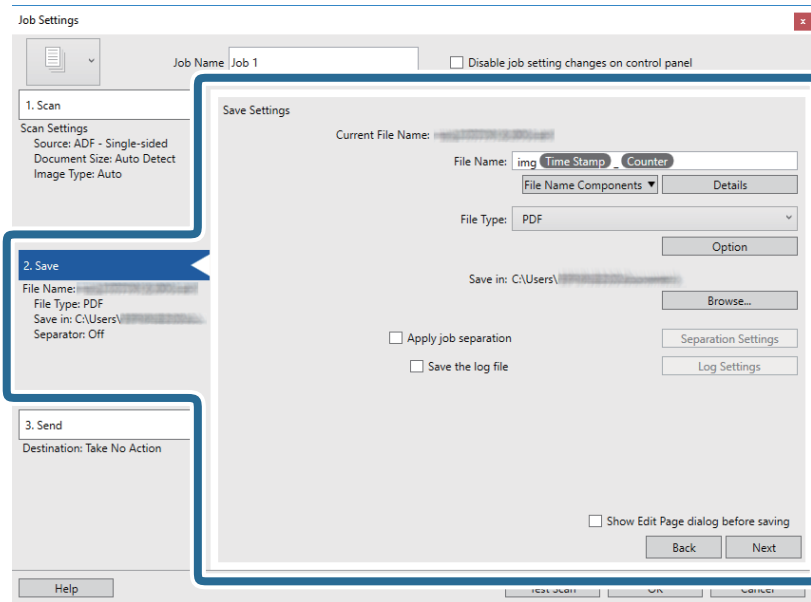 Job Settings
x
Job Name Job 1
Disable job setting changes on control panel
1. Scan
Scan Settings
Source: ADF - Single-sided
Document Size: Auto Detect
Image Type: Auto
2. Save
File Name:
File Type: PDF
Save in: C:\Users\
Separator: Off
3. Send
Destination: Take No Action
Save Settings
Current File Name:
File Name: img Time Stamp _ Counter
File Name Components Details
File Type: PDF
Option
Save in: C:\Users\
Browse...
Apply job separation Separation Settings
Save the log file Log Settings
Show Edit Page dialog before saving
Back Next
Help Test Scan OK Cancel